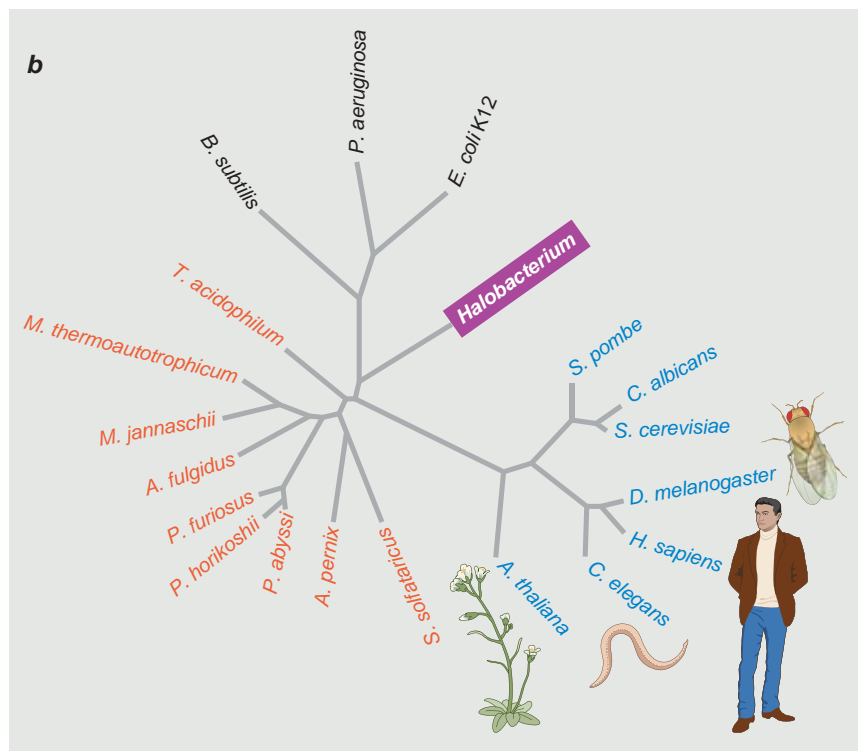 b
P. aeruginosa
E. coli K12
B. subtilis
Halobacterium
T. acidophilum
M. thermoautotrophicum
M. jannaschii
A. fulgidus
P. furiosus
P. horikoshii
P. abyssi
A. pernix
S. solfataricus
S. pombe
C. albicans
S. cerevisiae
D. melanogaster
H. sapiens
C. elegans
A. thaliana